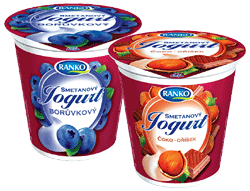 RANKO
SMETANOVÝ
Jogurt
BORŮVKOVÝ
RANKO
SMETANOVÝ
Jogurt
ČOKO-OŘÍŠEK